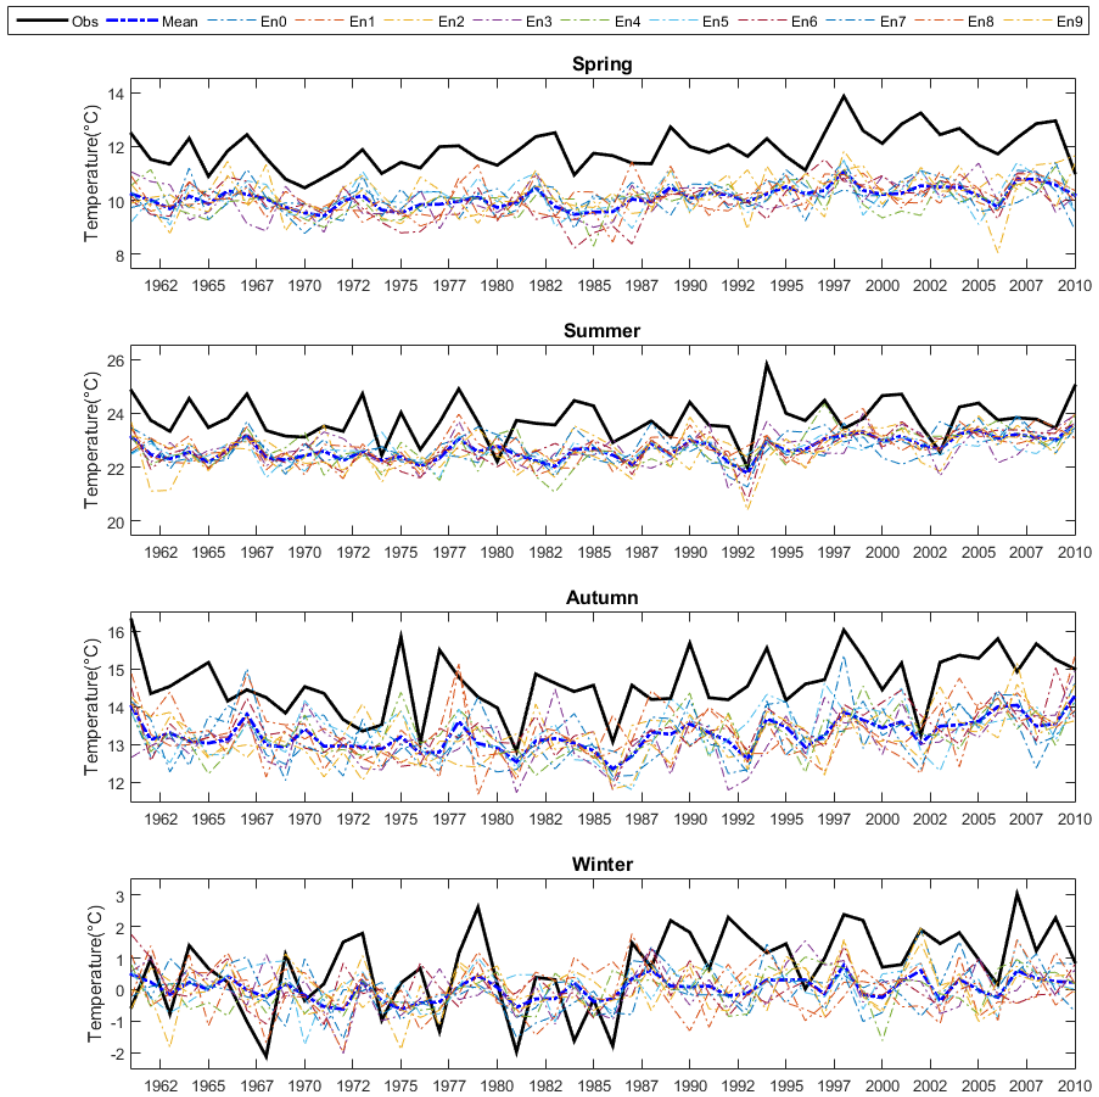 Obs Mean En0 En1 En2 En3 En4 En5 En6 En7 En8 En9
Spring
Temperature(°C)
14
12
10
8
1962 1965 1967 1970 1972 1975 1977 1980 1982 1985 1987 1990 1992 1995 1997 2000 2002 2005 2007 2010
Summer
Temperature(°C)
26
24
22
20
1962 1965 1967 1970 1972 1975 1977 1980 1982 1985 1987 1990 1992 1995 1997 2000 2002 2005 2007 2010
Autumn
Temperature(°C)
16
15
14
13
12
1962 1965 1967 1970 1972 1975 1977 1980 1982 1985 1987 1990 1992 1995 1997 2000 2002 2005 2007 2010
Winter
Temperature(°C)
3
2
1
0
-1
-2
1962 1965 1967 1970 1972 1975 1977 1980 1982 1985 1987 1990 1992 1995 1997 2000 2002 2005 2007 2010